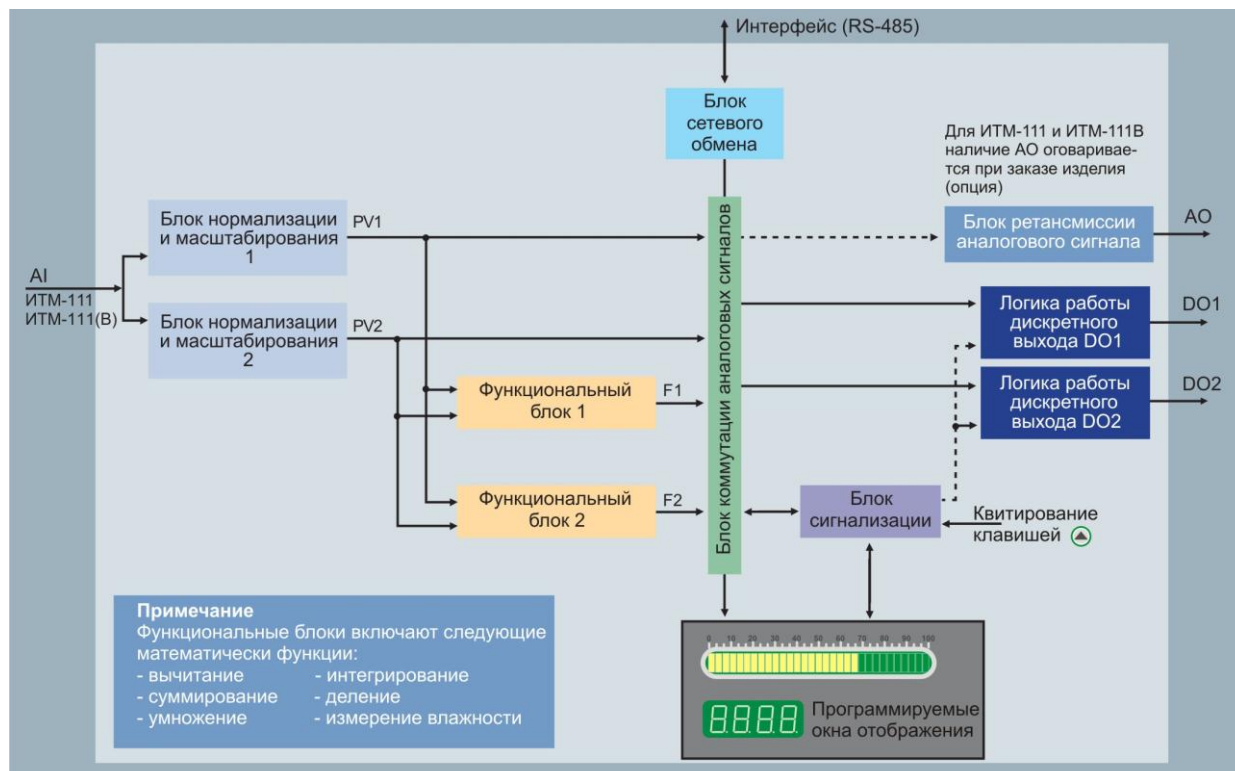 Интерфейс (RS-485)
Блок
сетевого
обмена
Для ИТМ-111 и ИТМ-111В
наличие АО оговаривае-
тся при заказе изделия
(опция)
Блок нормализации
и масштабирования
1
PV1
Блок ретансмиссии
аналогового сигнала
AO
AI
ИТМ-111
ИТМ-111(В)
Блок нормализации
и масштабирования
2
PV2
Блок коммутации аналоговых сигналов
Логика работы
дискретного
выхода DO1
DO1
Функциональный
блок 1
F1
Логика работы
дискретного
выхода DO2
DO2
Функциональный
блок 2
F2
Блок
сигнализации
Квитирование
клавишей
Примечание
Функциональные блоки включают следующие
математически функции:
- вычитание - интегрирование
- суммирование - деление
- умножение - измерение влажности
0 10 20 30 40 50 60 70 80 90 100
8.8.8.8
Программируемые
окна отображения